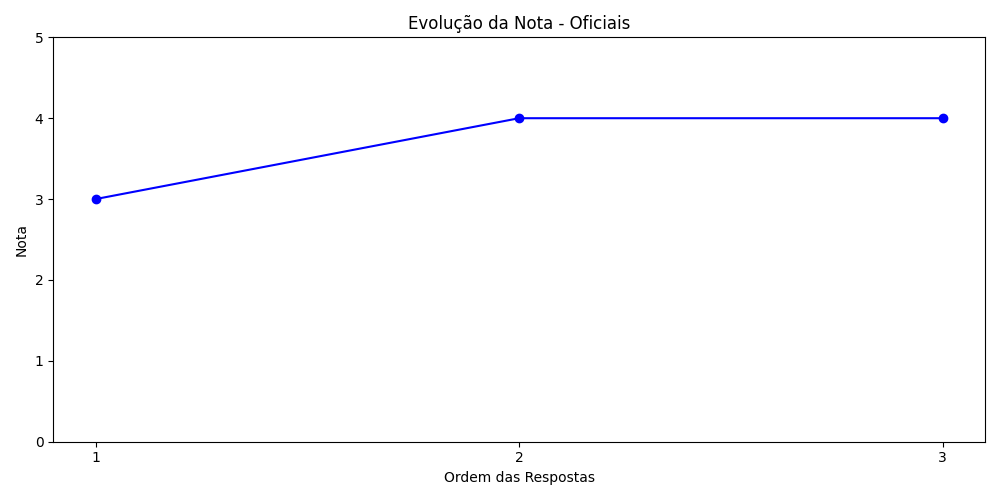 Evolução da Nota - Oficiais
5
4
3
2
1
0
Nota
1 2 3
Ordem das Respostas